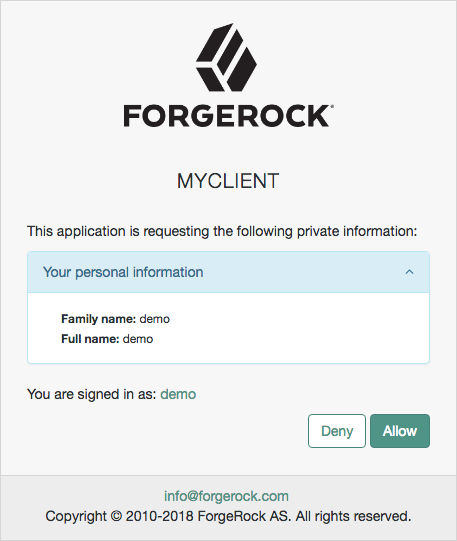 FORGEROCK®
MYCLIENT
This application is requesting the following private information:
Your personal information
Family name: demo
Full name: demo
You are signed in as: demo
Deny
Allow
info@forgerock.com
Copyright © 2010-2018 ForgeRock AS. All rights reserved.